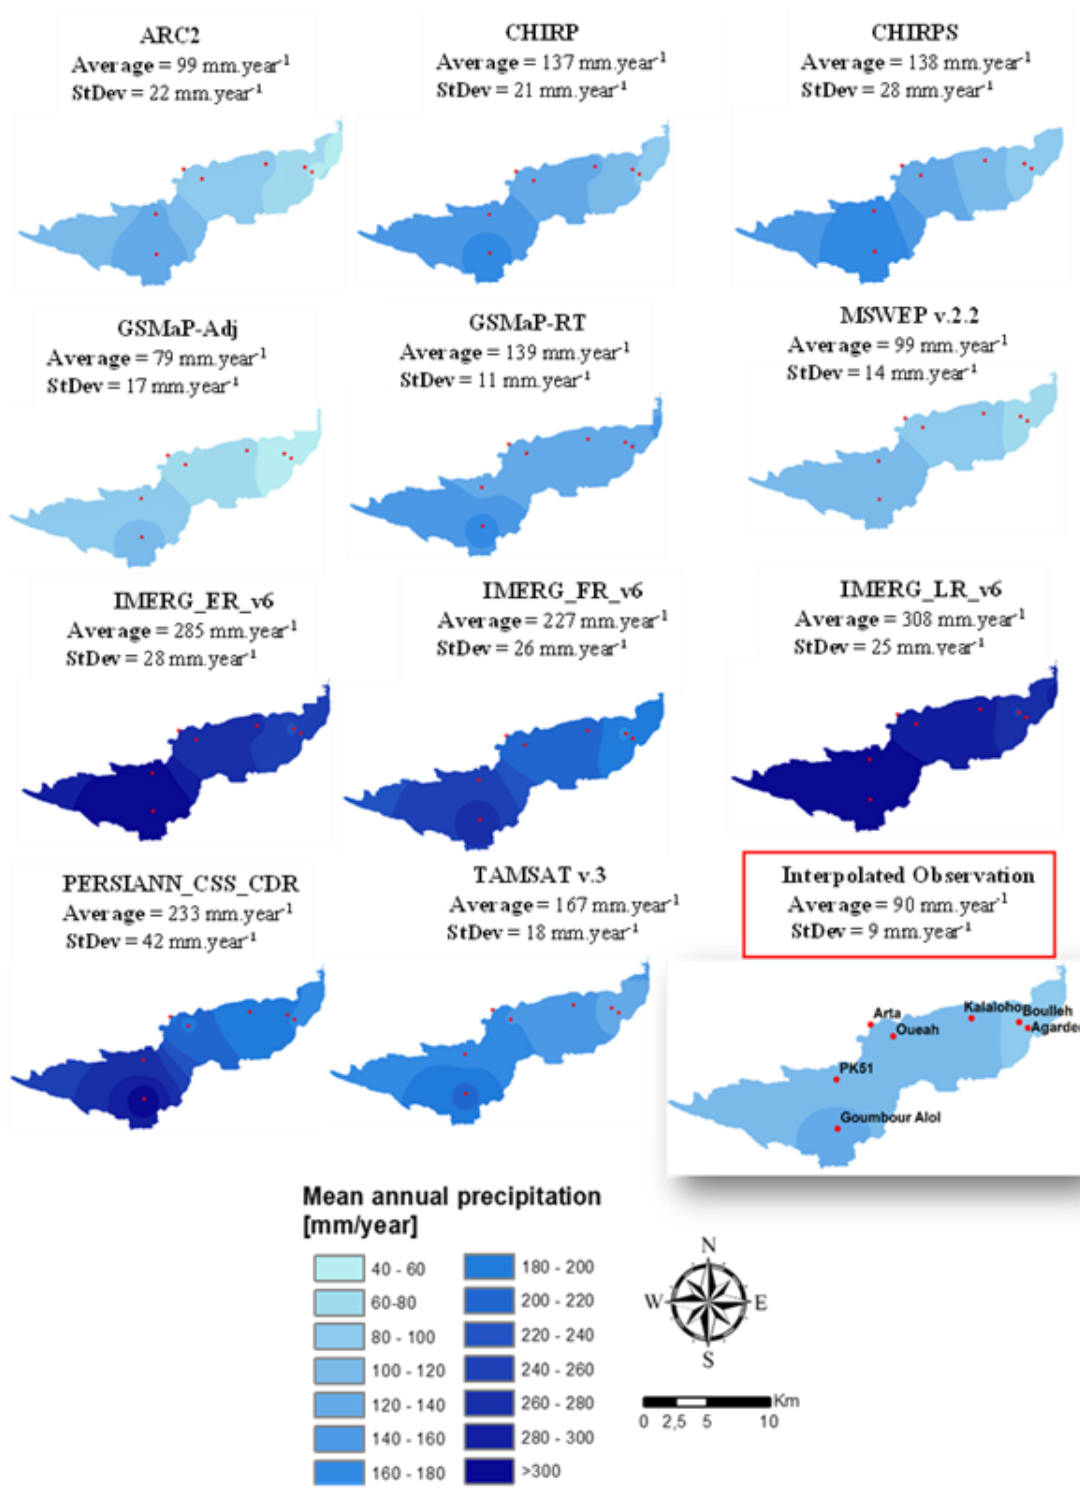 ARC2
Average = 99 mm.year-1
StDev = 22 mm.year-1
CHIRP
Average = 137 mm.year-1
StDev = 21 mm.year-1
CHIRPS
Average = 138 mm.year-1
StDev = 28 mm.year-1
GSMaP-Adj
Average = 79 mm.year-1
StDev = 17 mm.year-1
GSMaP-RT
Average = 139 mm.year-1
StDev = 11 mm.year-1
MSWEP v.2.2
Average = 99 mm.year-1
StDev = 14 mm.year-1
IMERG_ER_v6
Average = 285 mm.year-1
StDev = 28 mm.year-1
IMERG_FR_v6
Average = 227 mm.year-1
StDev = 26 mm.year-1
IMERG_LR_v6
Average = 308 mm.year-1
StDev = 25 mm.year-1
PERSIANN_CSS_CDR
Average = 233 mm.year-1
StDev = 42 mm.year-1
TAMSAT v.3
Average = 167 mm.year-1
StDev = 18 mm.year-1
Interpolated Observation
Average = 90 mm.year-1
StDev = 9 mm.year-1
Arta
Oueah
Kalaloho
Boulleh
Agarder
PK51
Goumbour Alol
Mean annual precipitation
[mm/year]
40 - 60
60-80
80 - 100
100 - 120
120 - 140
140 - 160
160 - 180
180 - 200
200 - 220
220 - 240
240 - 260
260 - 280
280 - 300
>300
N
W E
S
Km
0 2,5 5 10